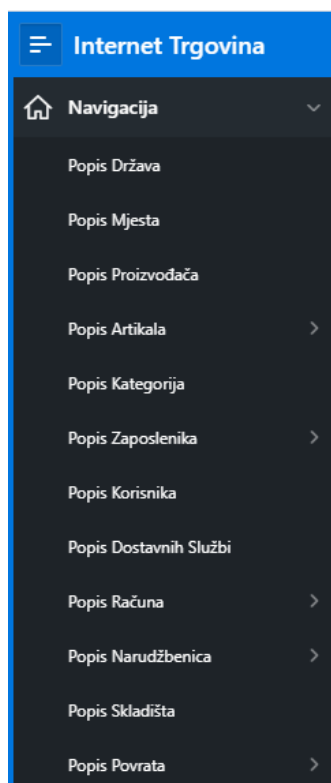 Internet Trgovina
Navigacija
Popis Država
Popis Mjesta
Popis Proizvođača
Popis Artikala
Popis Kategorija
Popis Zaposlenika
Popis Korisnika
Popis Dostavnih Službi
Popis Računa
Popis Narudžbenica
Popis Skladišta
Popis Povrata